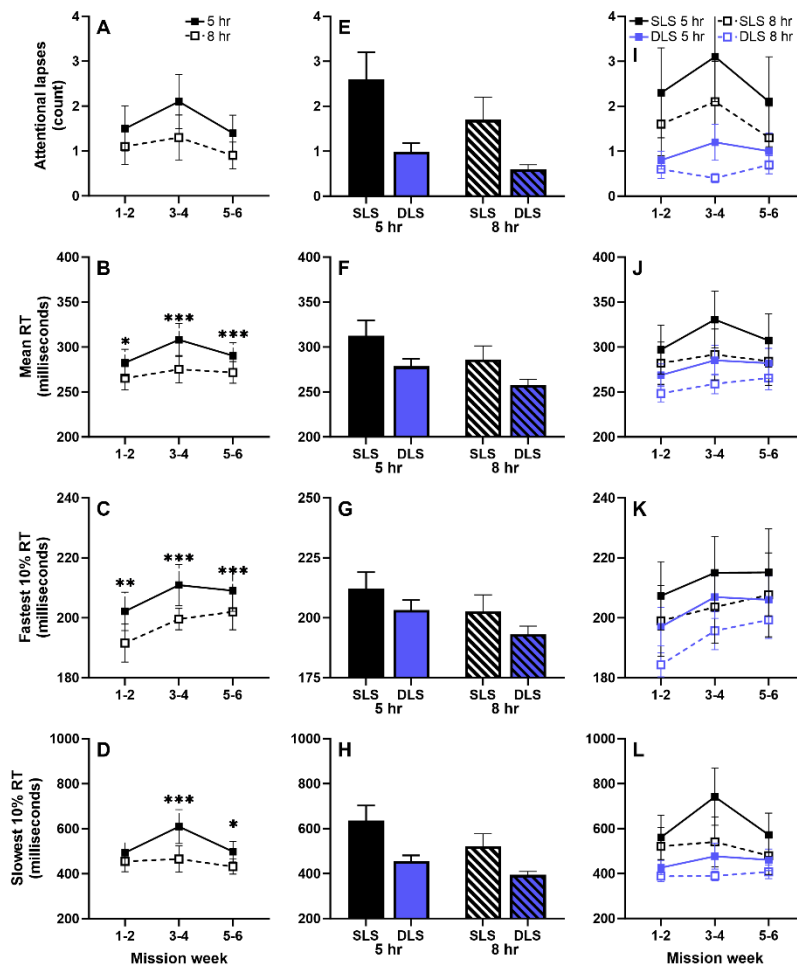 A
5 hr
8 hr
Attentional lapses
(count)
4
3
2
1
0
1-2 3-4 5-6
E
4
3
2
1
0
SLS DLS SLS DLS
5 hr 8 hr
SLS 5 hr SLS 8 hr
DLS 5 hr DLS 8 hr
I
4
3
2
1
0
1-2 3-4 5-6
B
Mean RT
(milliseconds)
400
350
300
250
200
* *** ***
1-2 3-4 5-6
F
400
350
300
250
200
SLS DLS SLS DLS
5 hr 8 hr
J
400
350
300
250
200
1-2 3-4 5-6
C
Fastest 10% RT
(milliseconds)
240
220
200
180
** *** ***
1-2 3-4 5-6
G
250
225
200
175
SLS DLS SLS DLS
5 hr 8 hr
K
240
220
200
180
1-2 3-4 5-6
D
Slowest 10% RT
(milliseconds)
1000
800
600
400
200
*** *
1-2 3-4 5-6
Mission week
H
1000
800
600
400
200
SLS DLS SLS DLS
5 hr 8 hr
L
1000
800
600
400
200
1-2 3-4 5-6
Mission week